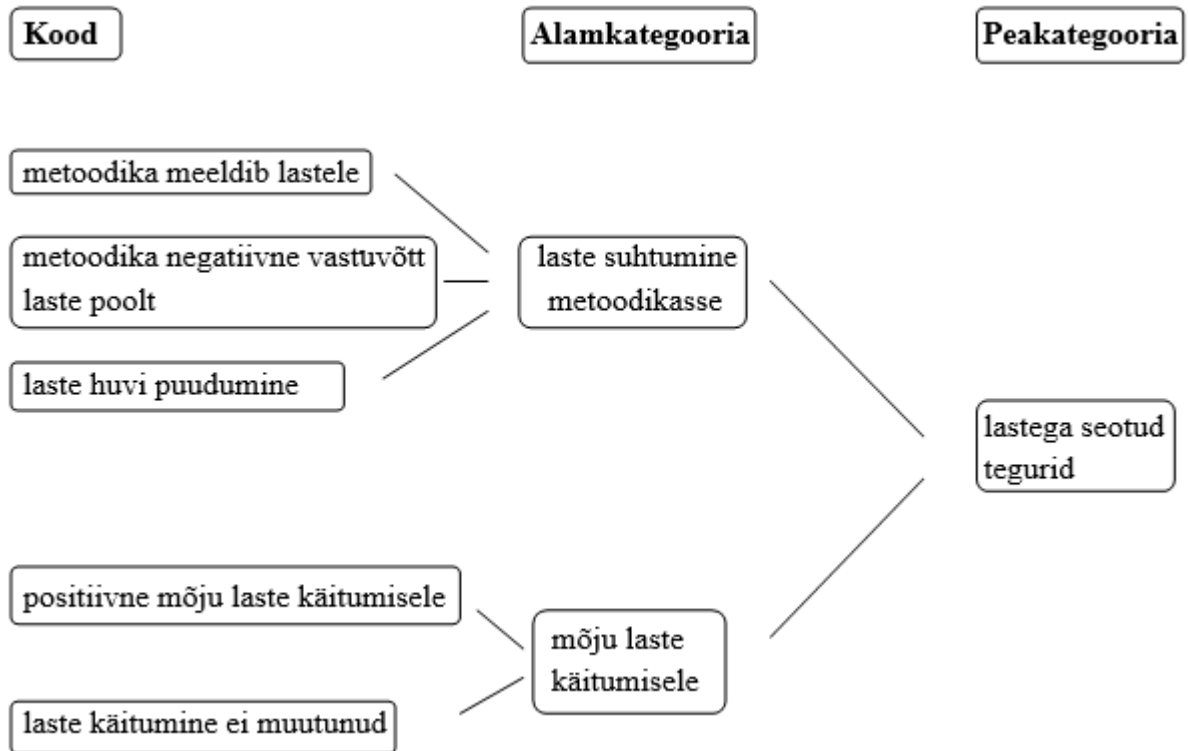 Kood
Alamkategooria
Peakategooria
metoodika meeldib lastele
metoodika negatiivne vastuvõtt
laste poolt
laste huvi puudumine
laste suhtumine
metoodikasse
positiivne mõju laste käitumisele
laste käitumine ei muutunud
mõju laste
käitumisele
lastega seotud
tegurid